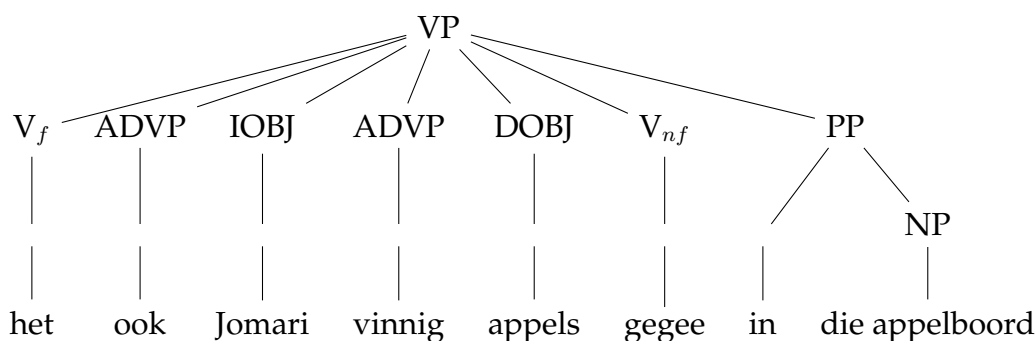 VP
V_f ADVP IOBJ ADVP DOBJ V_nf PP
NP
het ook Jomari vinnig appels gegee in die appelboord